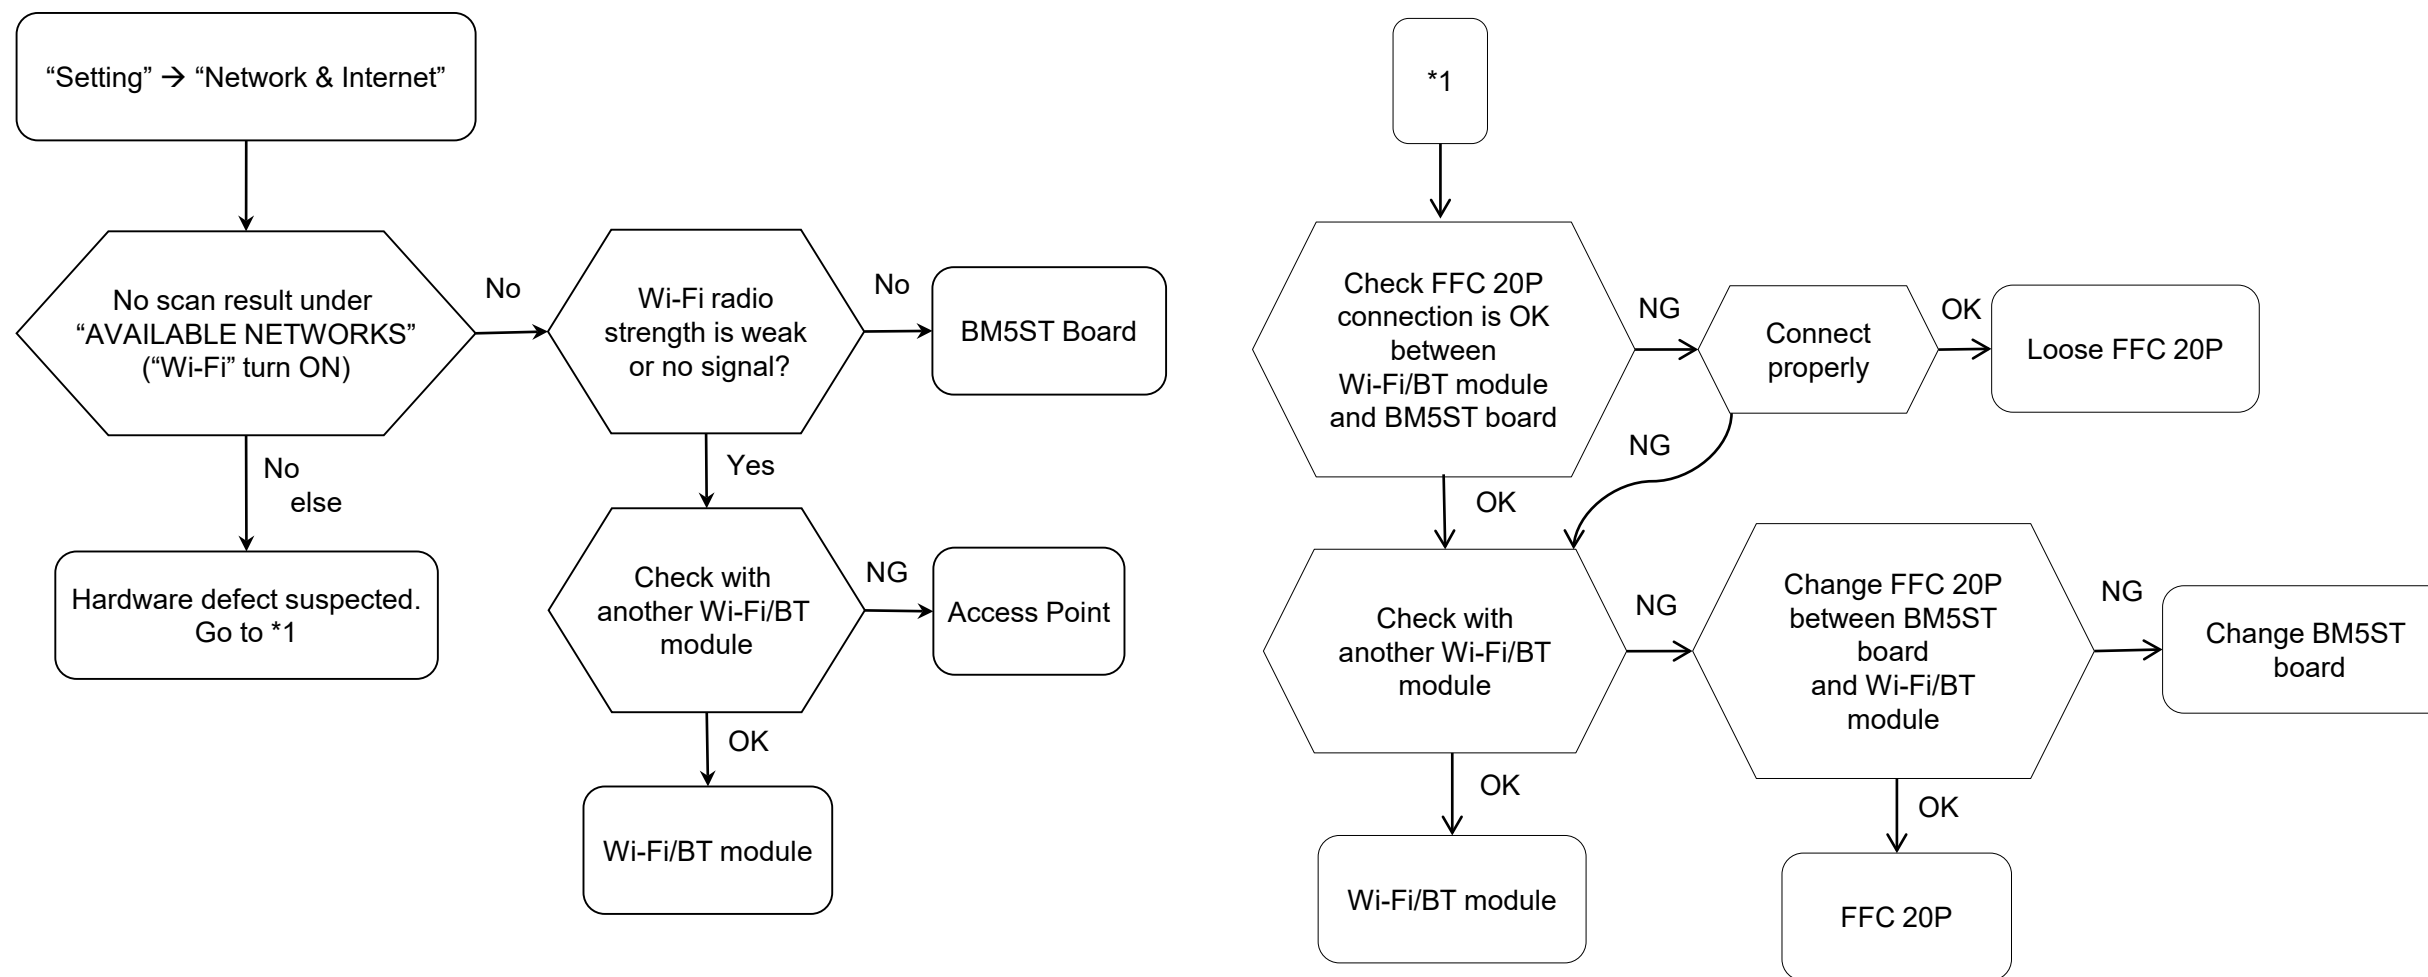 “Setting” → “Network & Internet”
No scan result under
“AVAILABLE NETWORKS”
(“Wi-Fi” turn ON)
No
Wi-Fi radio
strength is weak
or no signal?
No
BM5ST Board
No
else
Hardware defect suspected.
Go to *1
Yes
Check with
another Wi-Fi/BT
module
NG
Access Point
OK
Wi-Fi/BT module
*1
Check FFC 20P
connection is OK
between
Wi-Fi/BT module
and BM5ST board
NG
Connect
properly
OK
Loose FFC 20P
NG
OK
Check with
another Wi-Fi/BT
module
NG
Change FFC 20P
between BM5ST
board
and Wi-Fi/BT
module
NG
Change BM5ST
board
OK
Wi-Fi/BT module
OK
FFC 20P